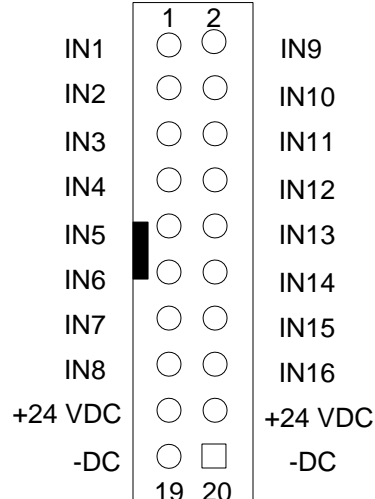 1 2
IN1 IN9
IN2 IN10
IN3 IN11
IN4 IN12
IN5 IN13
IN6 IN14
IN7 IN15
IN8 IN16
+24 VDC +24 VDC
-DC -DC
19 20